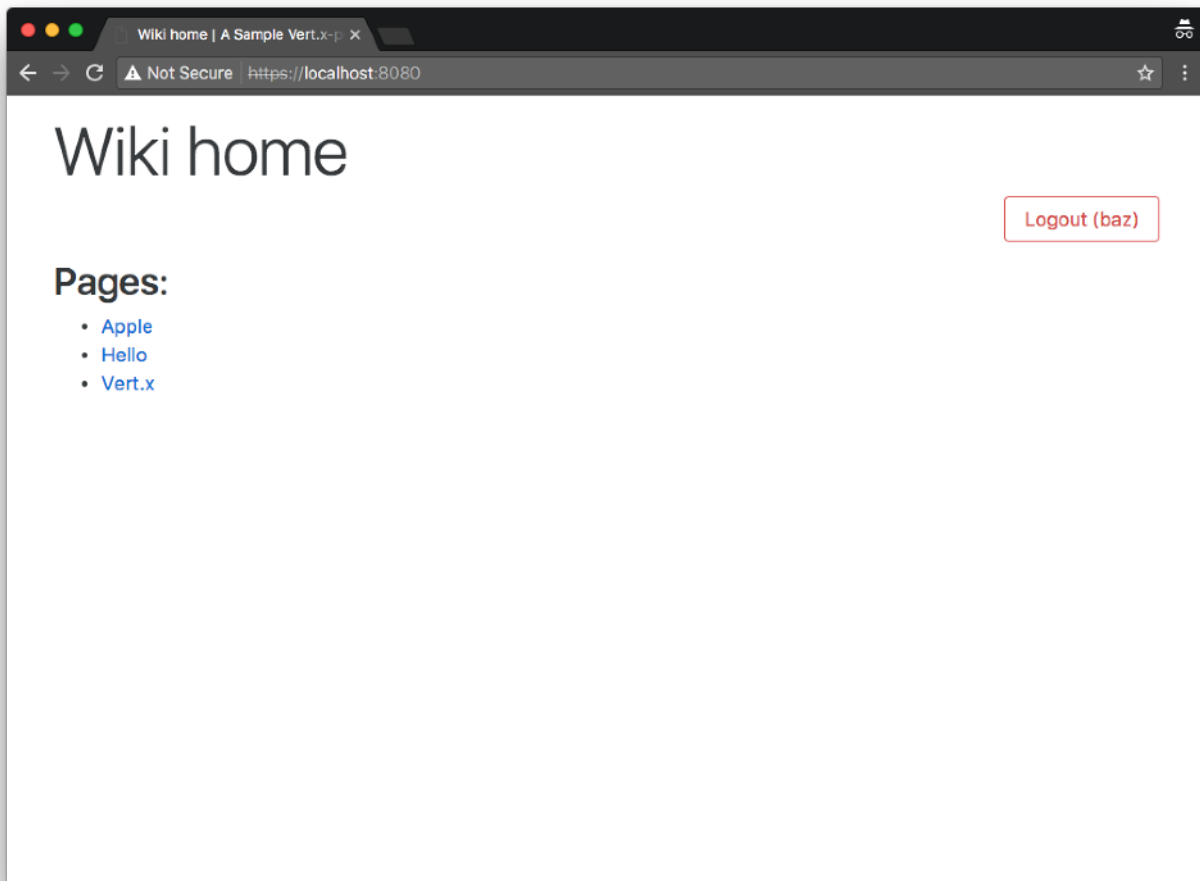 Wiki home | A Sample Vert.x-p
Not Secure https://localhost:8080
Wiki home
Logout (baz)
Pages:
• Apple
• Hello
• Vert.x